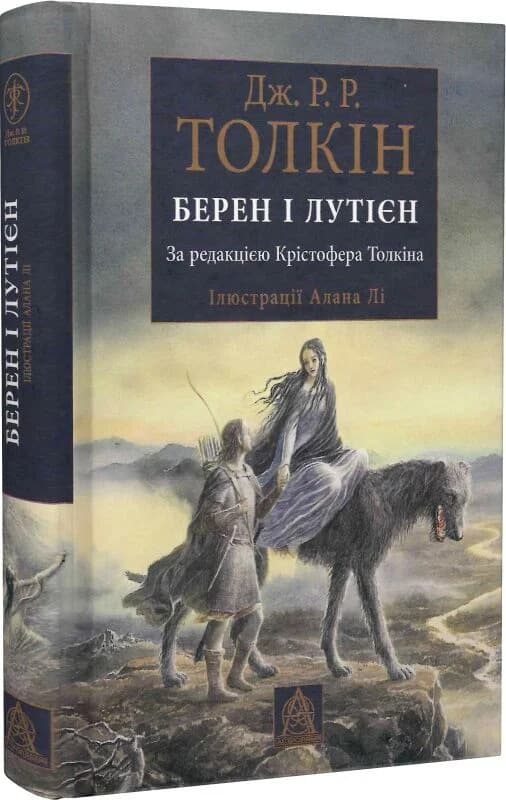 Дж. Р. Р.
ТОЛКІН
БЕРЕН І ЛУТІЄН
За редакцією Крістофера Толкіна
Ілюстрації Алана Лі
Дж. Р. Р.
ТОЛКІН
БЕРЕН І ЛУТІЄН
ІЛЮСТРАЦІЇ АЛАНА ЛІ